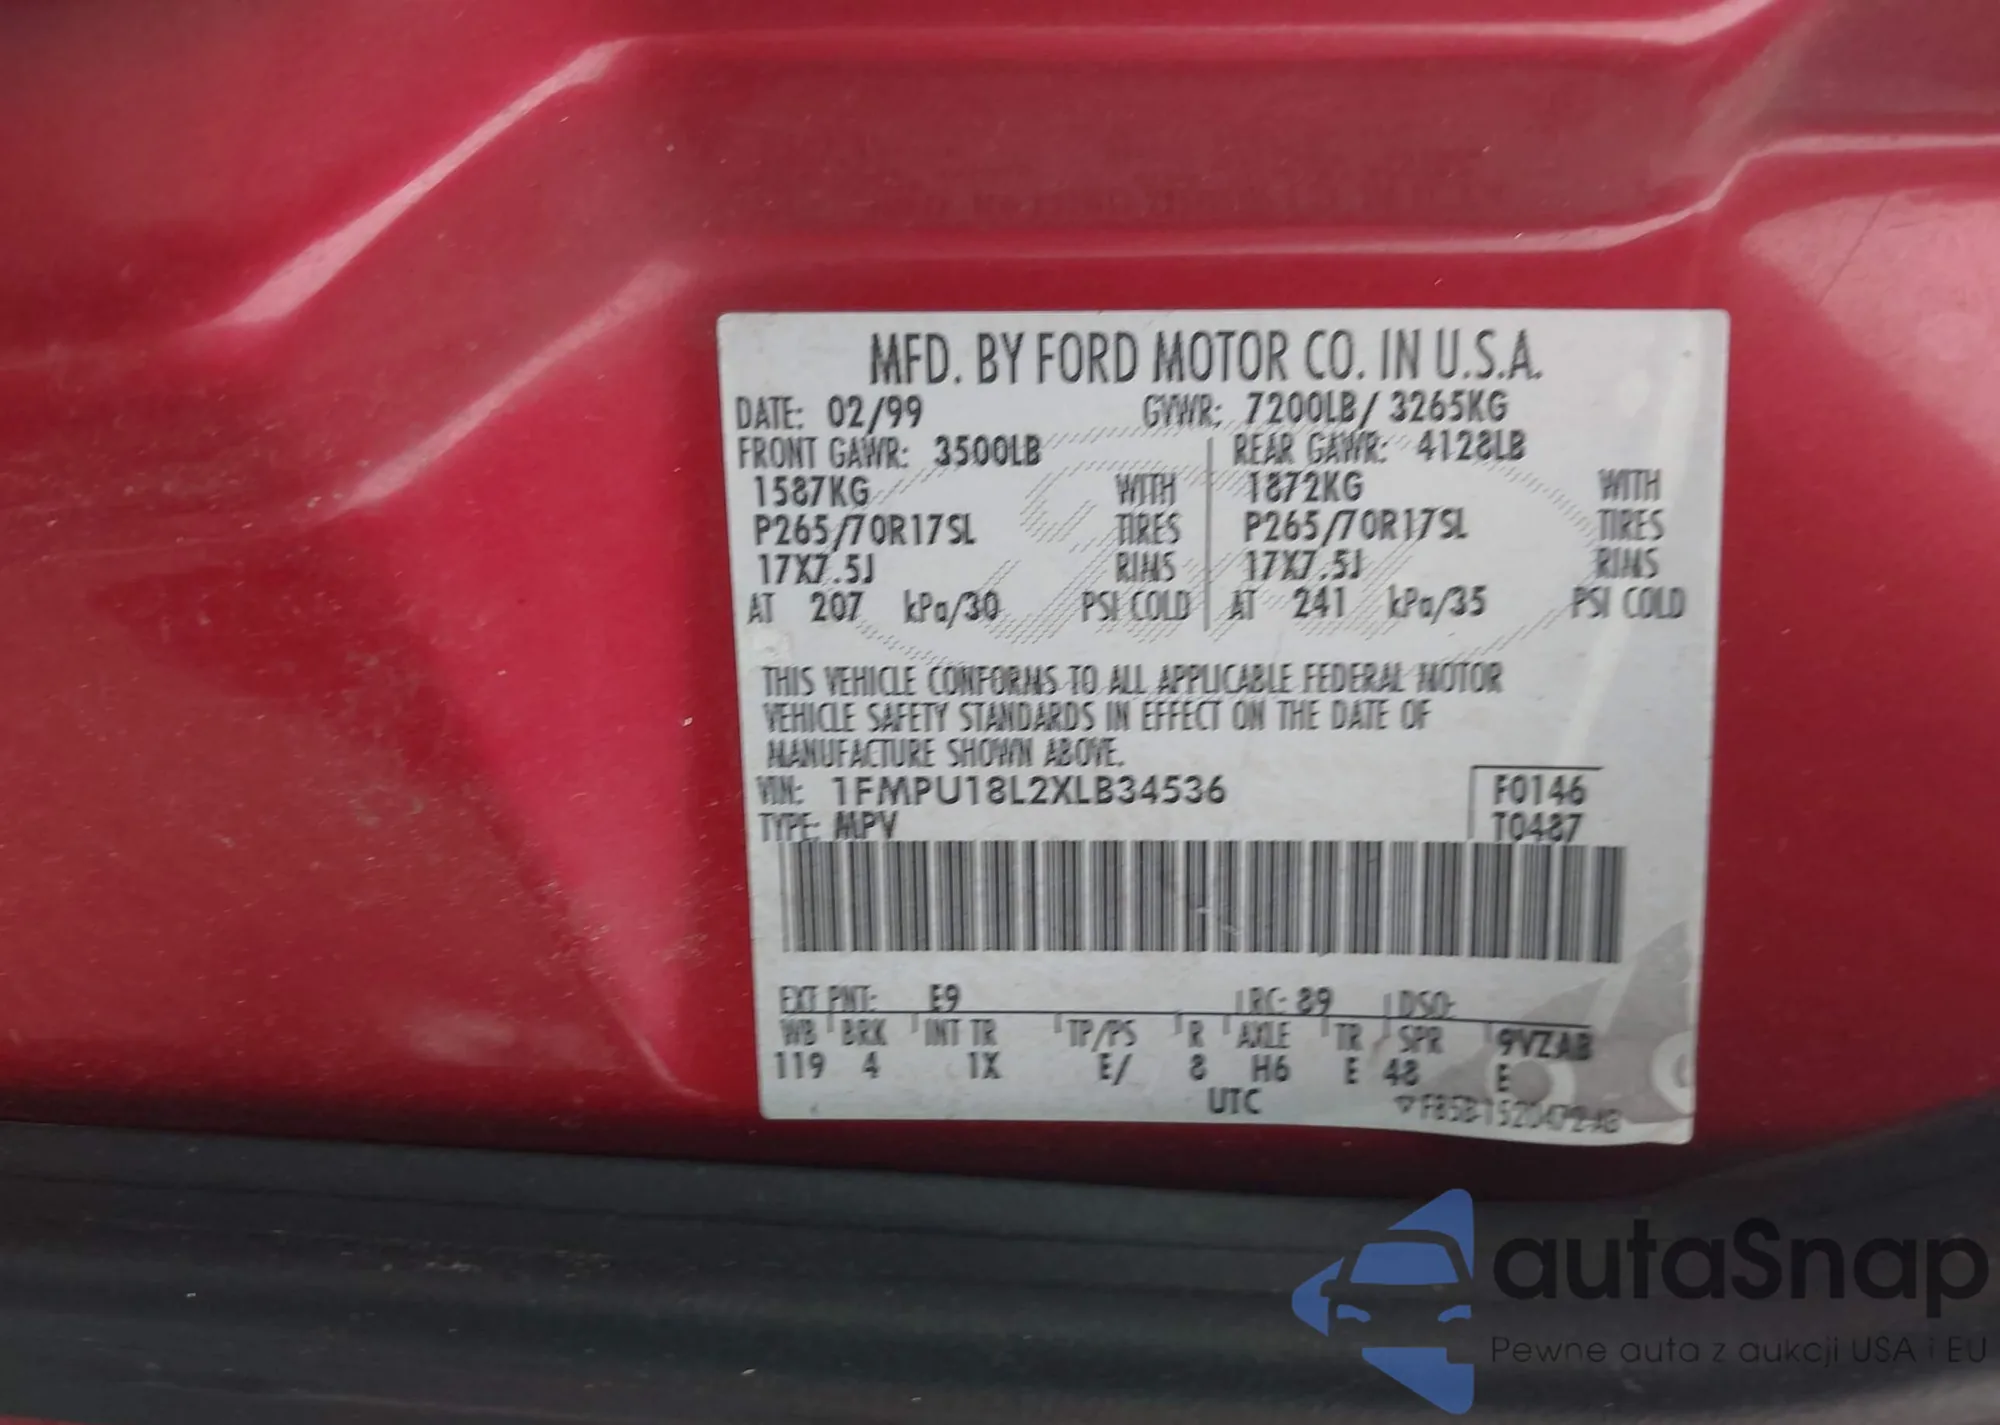 MFD. BY FORD MOTOR CO. IN U.S.A.
DATE: 02/99 GVWR: 7200LB/ 3265KG
FRONT GAWR: 3500LB REAR GAWR: 4128LB
1587KG WITH 1872KG WITH
P265/70R17SL TIRES P265/70R17SL TIRES
17X7.5J RIMS 17X7.5J RIMS
AT 207 kPa/30 PSI COLD AT 241 kPa/35 PSI COLD
THIS VEHICLE CONFORMS TO ALL APPLICABLE FEDERAL MOTOR
VEHICLE SAFETY STANDARDS IN EFFECT ON THE DATE OF
MANUFACTURE SHOWN ABOVE.
VIN: 1FMPU18L2XLB34536 F0146
TYPE: MPV T0487
EXT PNT: E9 RC: 89 DSO:
WB BRK INT TR TP/PS R AXLE TR SPR 9VZAB
119 4 1X E/ 8 H6 E 48 E
UTC F85B-1520472-AB
autaSnap
Pewne auta z aukcji USA i EU